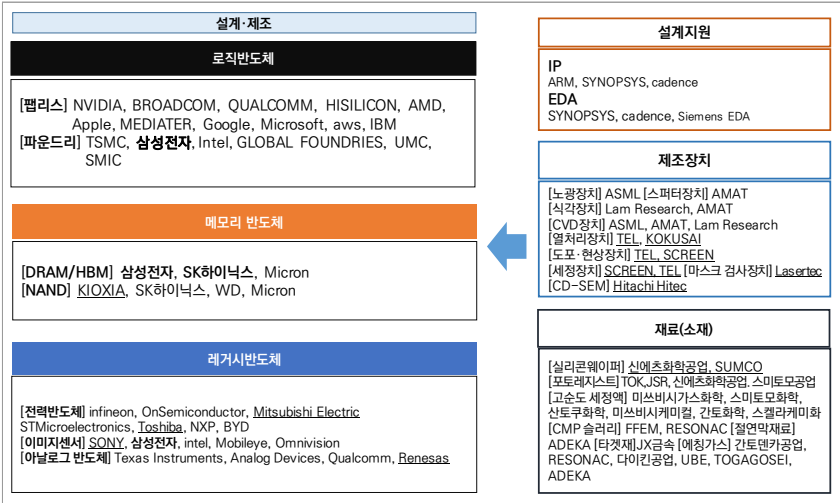 설계·제조
로직반도체
[팹리스] NVIDIA, BROADCOM, QUALCOMM, HISILICON, AMD,
Apple, MEDIATER, Google, Microsoft, aws, IBM
[파운드리] TSMC, 삼성전자, Intel, GLOBAL FOUNDRIES, UMC,
SMIC
메모리 반도체
[DRAM/HBM] 삼성전자, SK하이닉스, Micron
[NAND] KIOXIA, SK하이닉스, WD, Micron
레거시반도체
[전력반도체] infineon, OnSemiconductor, Mitsubishi Electric
STMicroelectronics, Toshiba, NXP, BYD
[이미지센서] SONY, 삼성전자, intel, Mobileye, Omnivision
[아날로그 반도체] Texas Instruments, Analog Devices, Qualcomm, Renesas
설계지원
IP
ARM, SYNOPSYS, cadence
EDA
SYNOPSYS, cadence, Siemens EDA
제조장치
[노광장치] ASML [스퍼터장치] AMAT
[식각장치] Lam Research, AMAT
[CVD장치] ASML, AMAT, Lam Research
[열처리장치] TEL, KOKUSAI
[도포·현상장치] TEL, SCREEN
[세정장치] SCREEN, TEL [마스크 검사장치] Lasertec
[CD-SEM] Hitachi Hitec
재료(소재)
[실리콘웨이퍼] 신에츠화학공업, SUMCO
[포토레지스트] TOK,JSR, 신에츠화학공업. 스미토모공업
[고순도 세정액] 미쓰비시가스화학, 스미토모화학,
산토쿠화학, 미쓰비시케미컬, 간토화학, 스켈라케미화
[CMP 슬러리] FFEM, RESONAC [절연막재료]
ADEKA [타겟재]JX금속 [에칭가스] 간토덴카공업,
RESONAC, 다이킨공업, UBE, TOGAGOSEI,
ADEKA